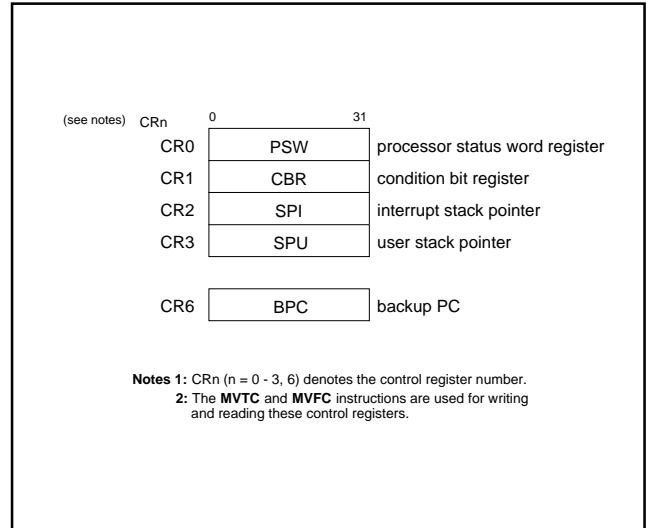 (see notes) CRn 0 31
CR0 PSW processor status word register
CR1 CBR condition bit register
CR2 SPI interrupt stack pointer
CR3 SPU user stack pointer
CR6 BPC backup PC
Notes 1: CRn (n = 0 - 3, 6) denotes the control register number.
2: The MVTC and MVFC instructions are used for writing
and reading these control registers.